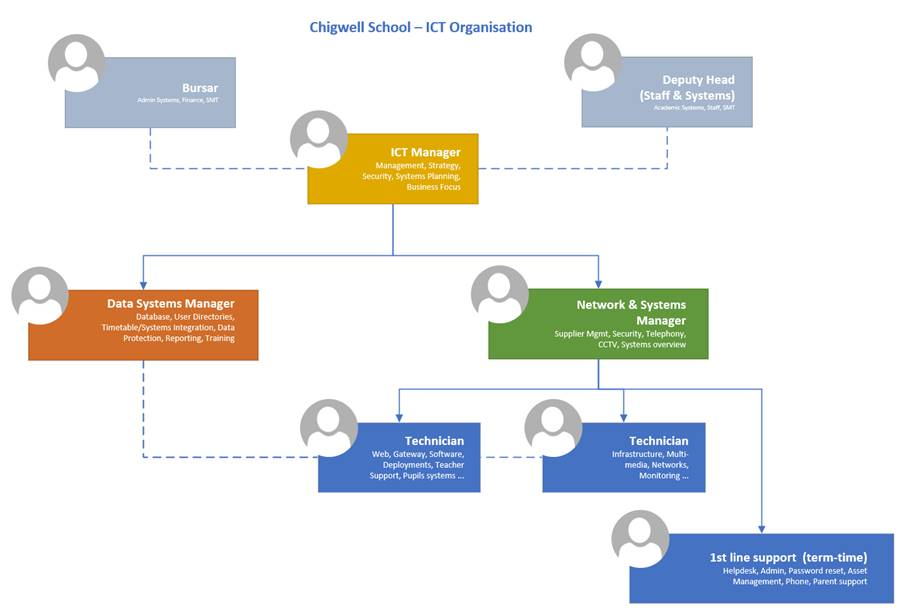 Chigwell School – ICT Organisation
Bursar
Admin Systems, Finance, SMT
Deputy Head
(Staff & Systems)
Academic Systems, Staff, SMT
ICT Manager
Management, Strategy,
Security, Systems Planning,
Business Focus
Data Systems Manager
Database, User Directories,
Timetable/Systems Integration, Data
Protection, Reporting, Training
Network & Systems
Manager
Supplier Mgmt, Security, Telephony,
CCTV, Systems overview
Technician
Web, Gateway, Software,
Deployments, Teacher
Support, Pupils systems ...
Technician
Infrastructure, Multi-
media, Networks,
Monitoring ...
1st line support (term-time)
Helpdesk, Admin, Password reset, Asset
Management, Phone, Parent support